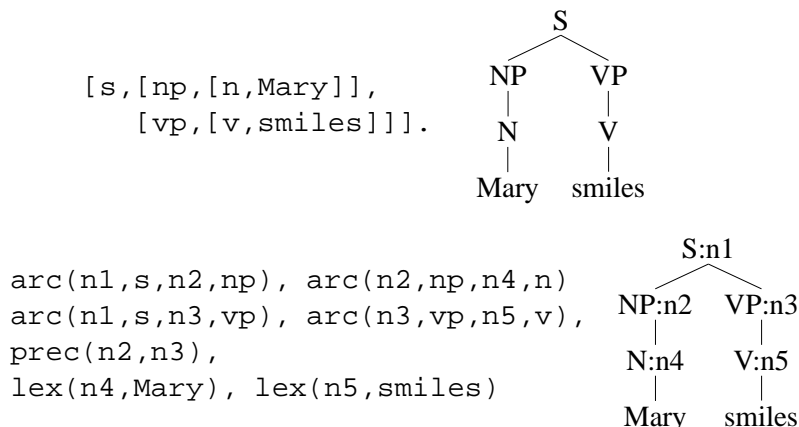 S
NP VP
[s,[np,[n,Mary]],
[vp,[v,smiles]]].
N V
Mary smiles
S:n1
arc(n1,s,n2,np), arc(n2,np,n4,n)
NP:n2 VP:n3
arc(n1,s,n3,vp), arc(n3,vp,n5,v),
prec(n2,n3),
N:n4 V:n5
lex(n4,Mary), lex(n5,smiles)
Mary smiles